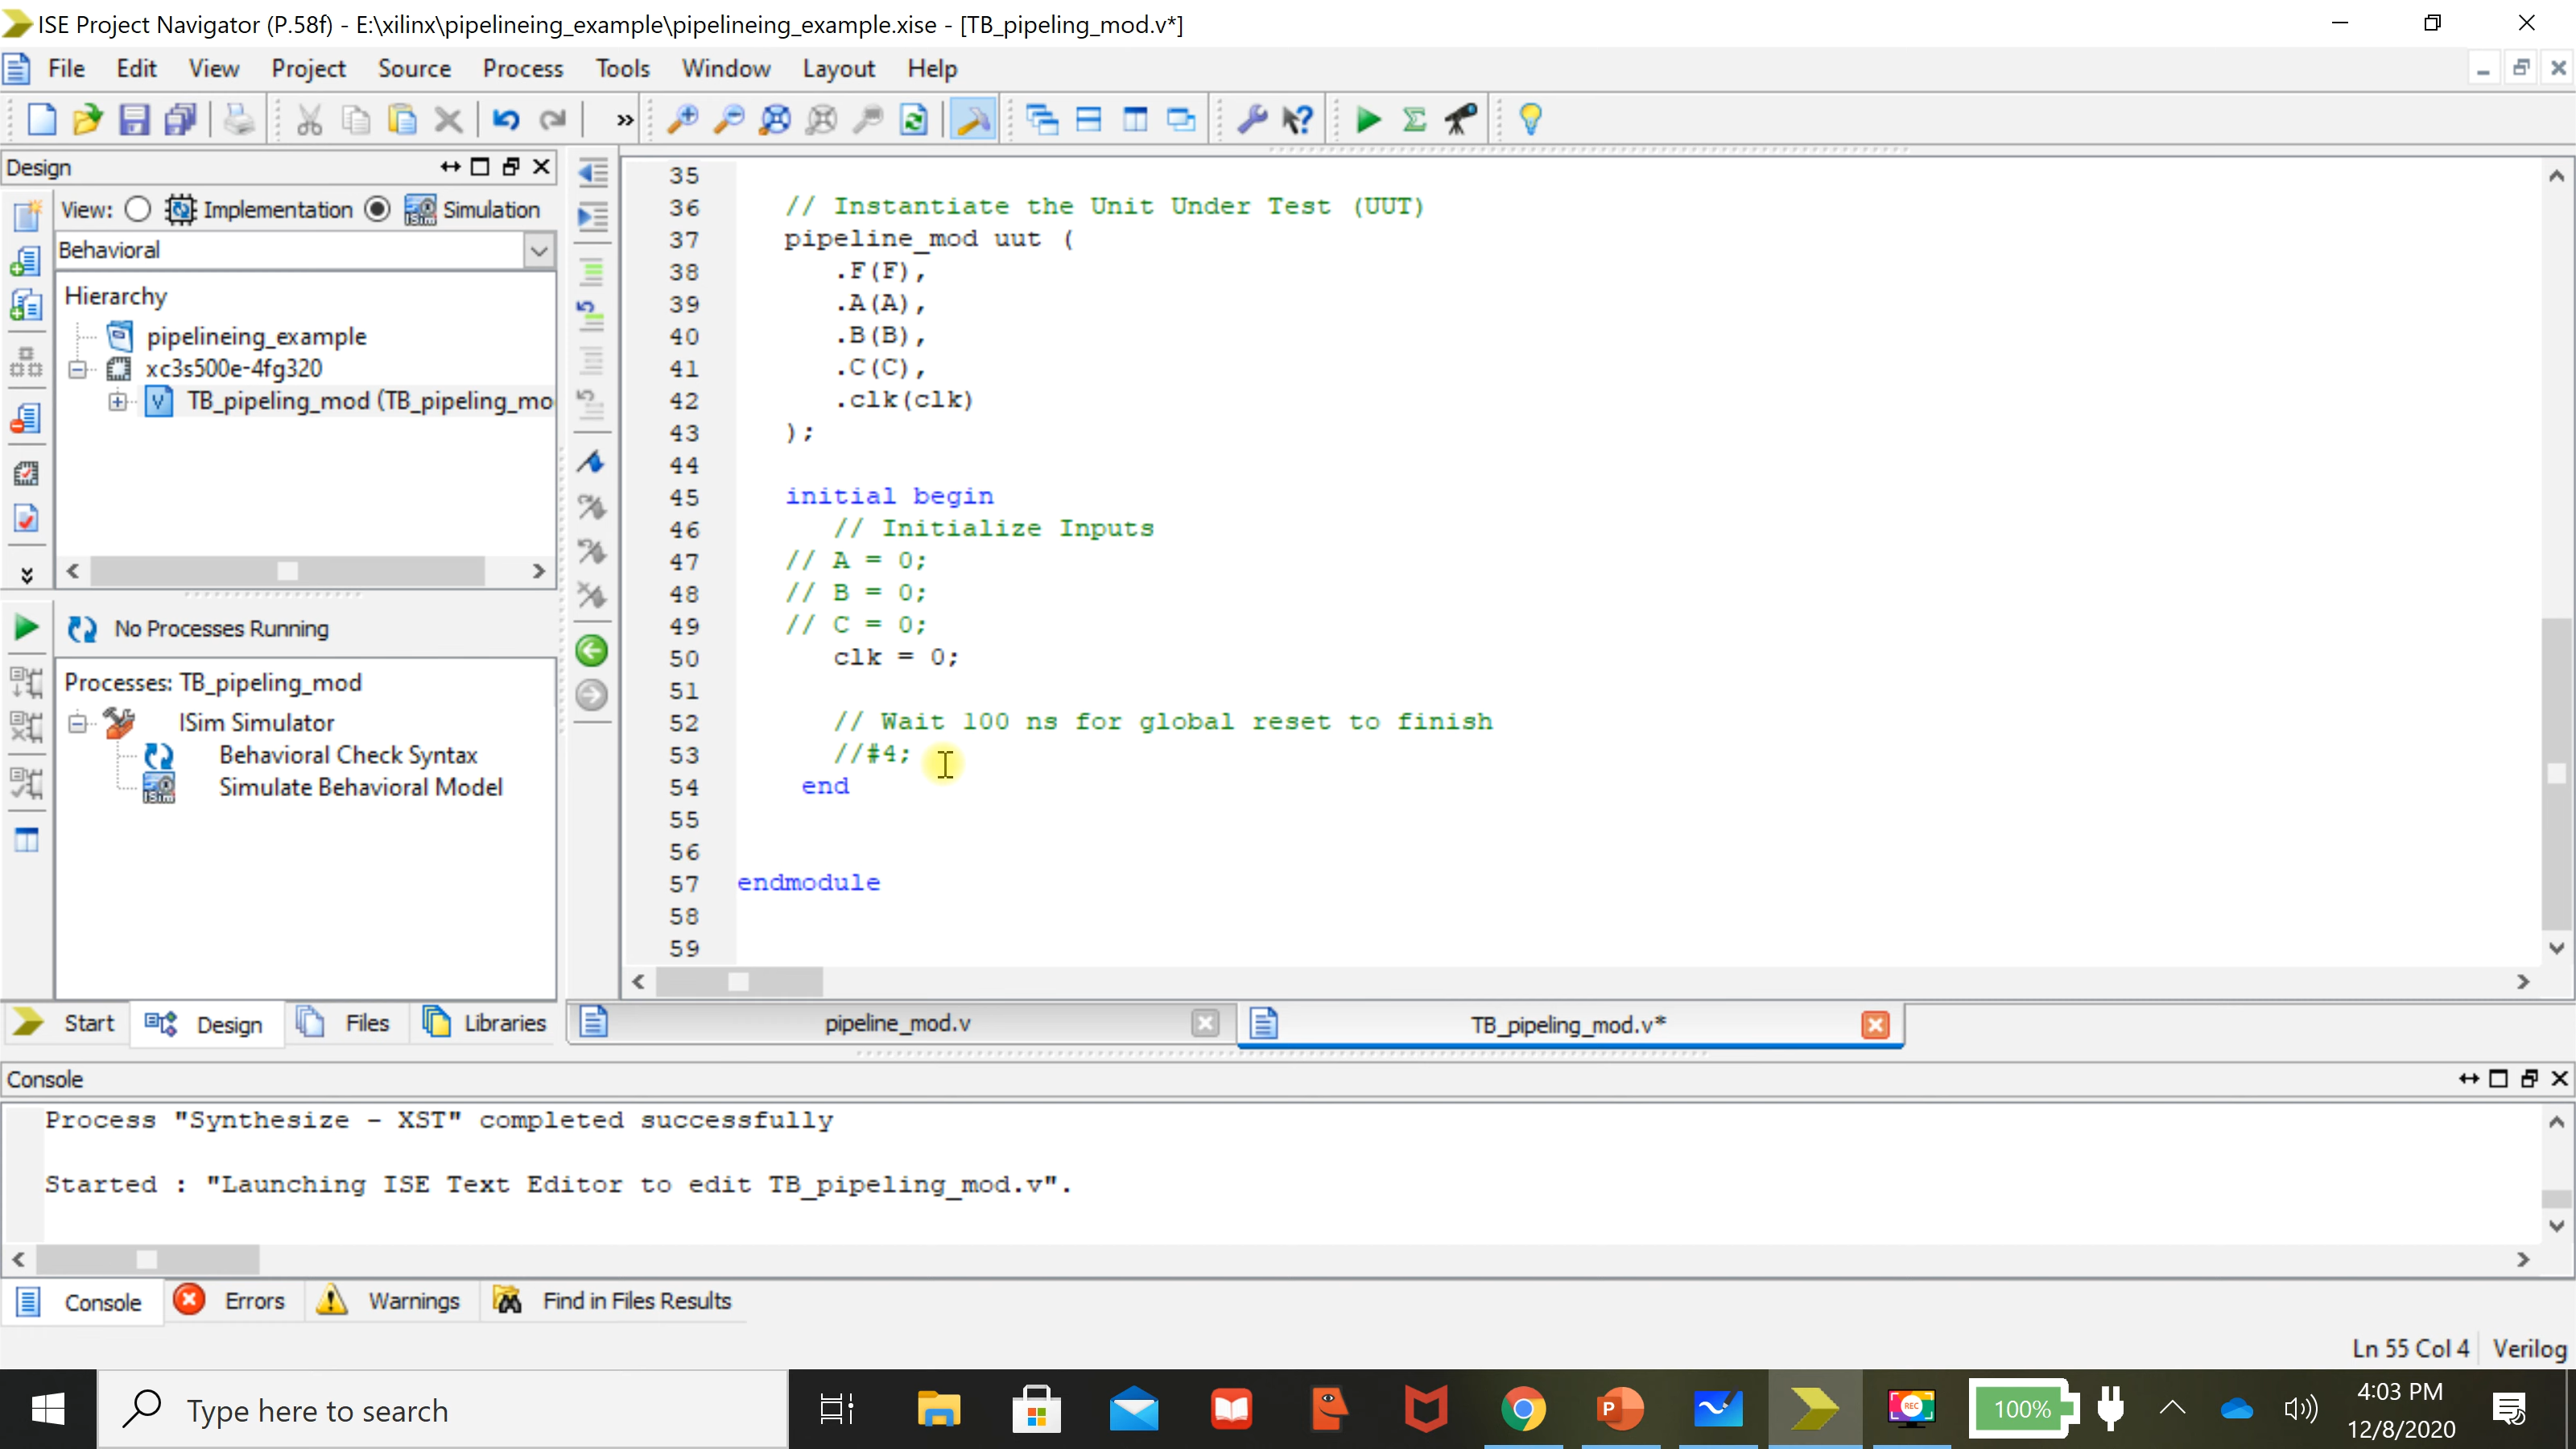 ISE Project Navigator (P.58f) - E:\xilinx\pipelineing_example\pipelineing_example.xise - [TB_pipeling_mod.v*]
File Edit View Project Source Process Tools Window Layout Help
»
Design
View: Implementation Simulation
Behavioral
Hierarchy
pipelineing_example
xc3s500e-4fg320
TB_pipeling_mod (TB_pipeling_mo
No Processes Running
Processes: TB_pipeling_mod
ISim Simulator
Behavioral Check Syntax
Simulate Behavioral Model
Start Design Files Libraries
35
36 // Instantiate the Unit Under Test (UUT)
37 pipeline_mod uut (
38 .F(F),
39 .A(A),
40 .B(B),
41 .C(C),
42 .clk(clk)
43 );
44
45 initial begin
46 // Initialize Inputs
47 // A = 0;
48 // B = 0;
49 // C = 0;
50 clk = 0;
51
52 // Wait 100 ns for global reset to finish
53 //#4;
54 end
55
56
57 endmodule
58
59
pipeline_mod.v TB_pipeling_mod.v*
Console
Process "Synthesize - XST" completed successfully
Started : "Launching ISE Text Editor to edit TB_pipeling_mod.v".
Console Errors Warnings Find in Files Results
Ln 55 Col 4 Verilog
Type here to search
P
REC
100%
4:03 PM
12/8/2020